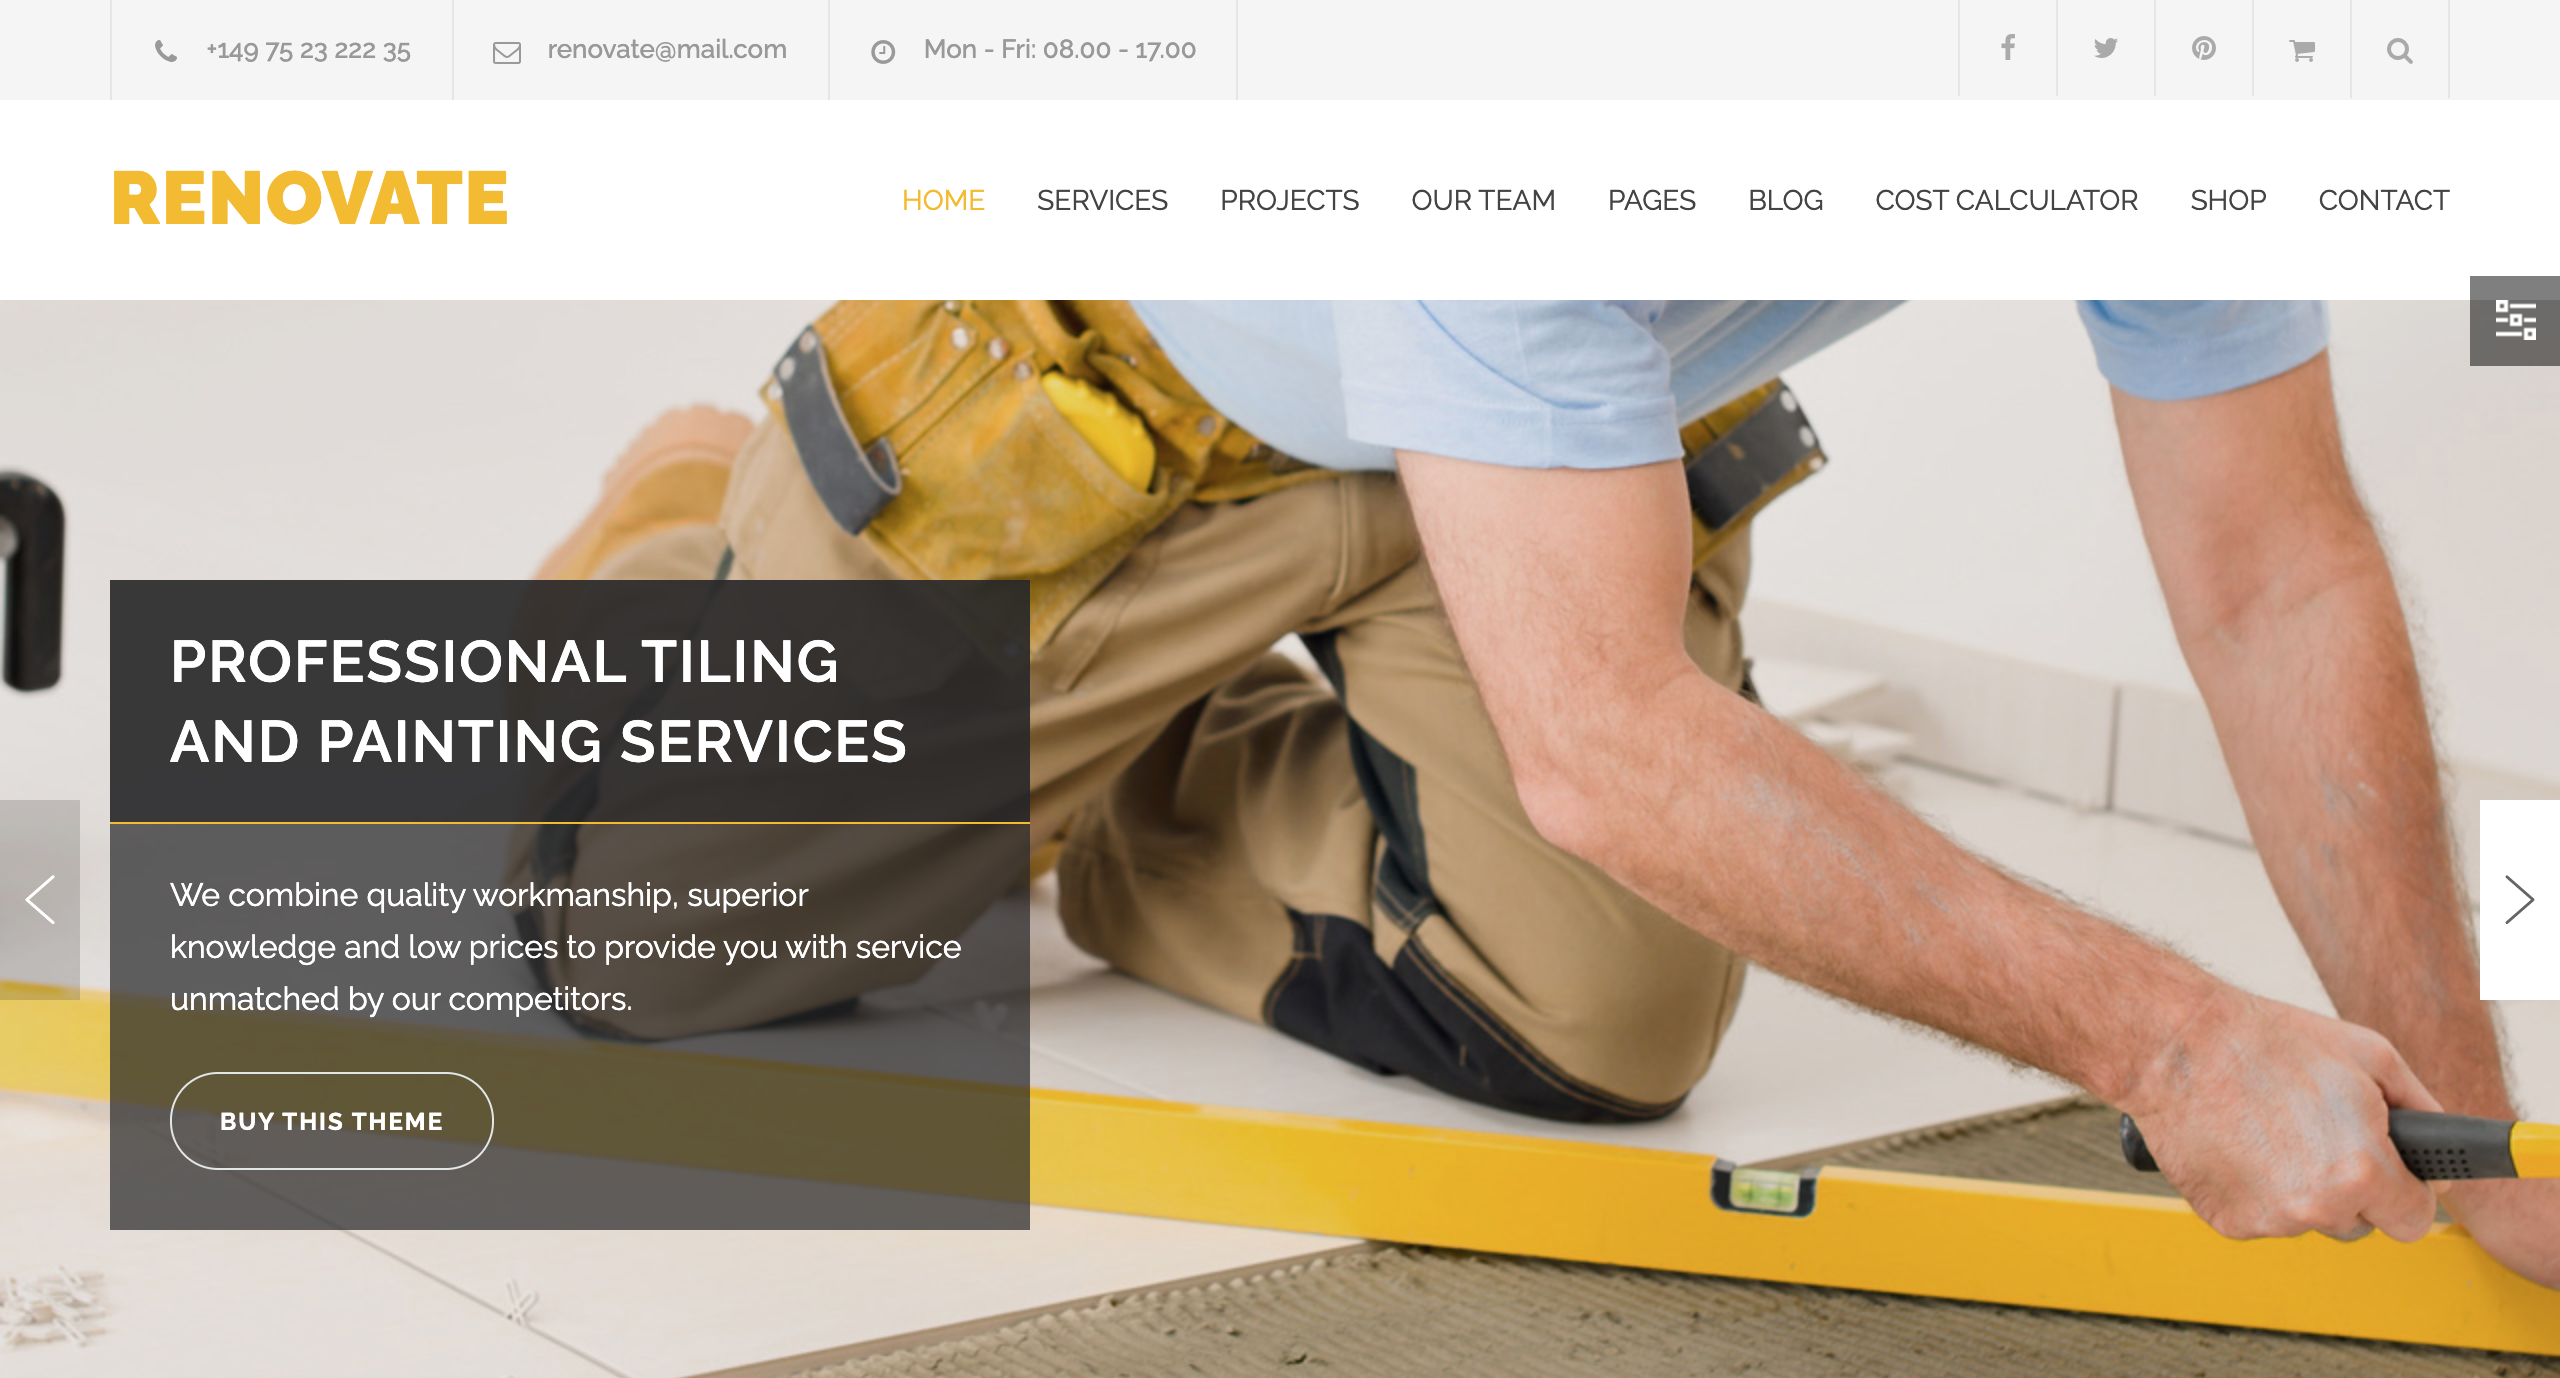 +149 75 23 222 35
renovate@mail.com
Mon - Fri: 08.00 - 17.00
RENOVATE
HOME SERVICES PROJECTS OUR TEAM PAGES BLOG COST CALCULATOR SHOP CONTACT
PROFESSIONAL TILING
AND PAINTING SERVICES
We combine quality workmanship, superior
knowledge and low prices to provide you with service
unmatched by our competitors.
BUY THIS THEME